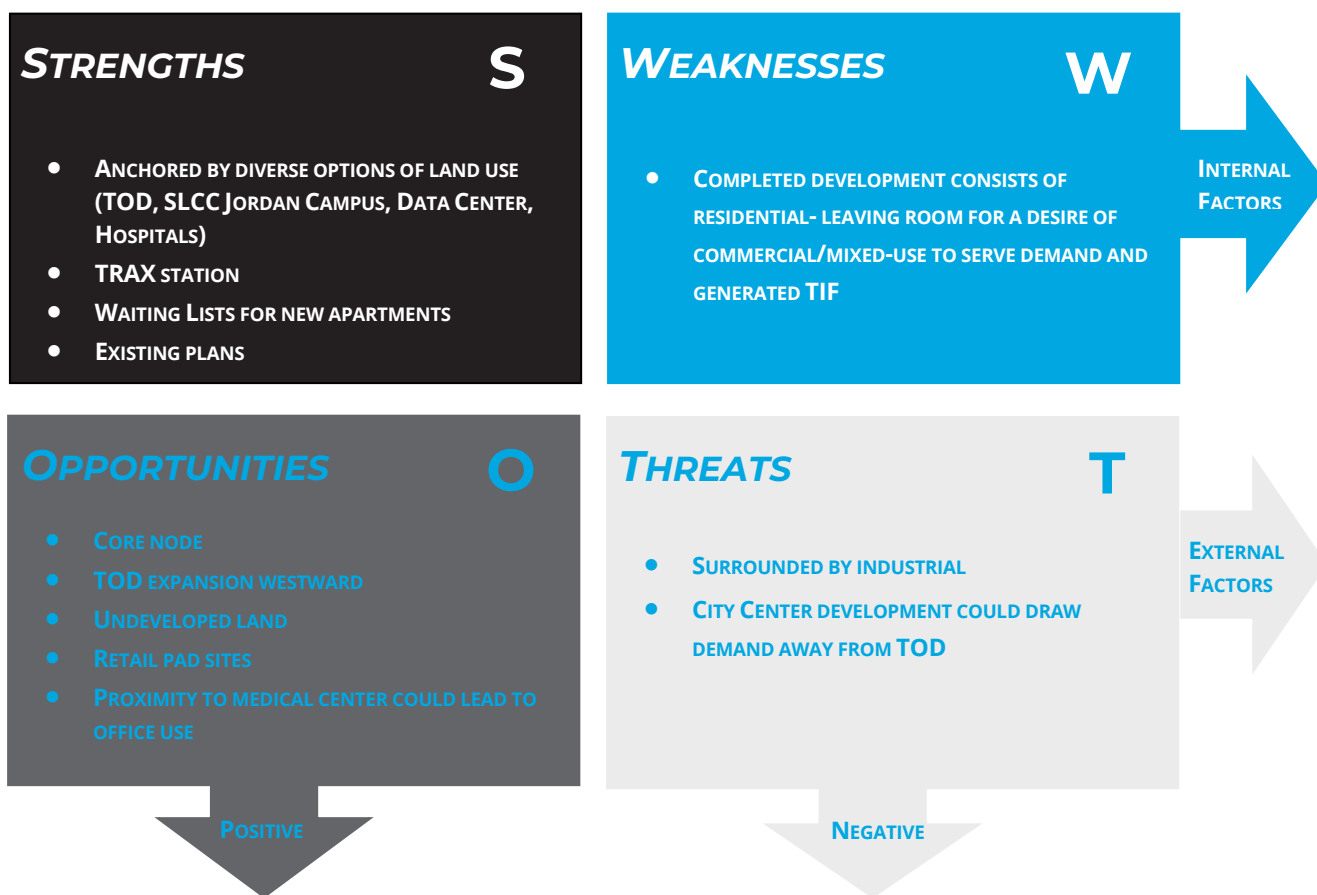 STRENGTHS S
• ANCHORED BY DIVERSE OPTIONS OF LAND USE
(TOD, SLCC JORDAN CAMPUS, DATA CENTER,
HOSPITALS)
• TRAX STATION
• WAITING LISTS FOR NEW APARTMENTS
• EXISTING PLANS
WEAKNESSES W
• COMPLETED DEVELOPMENT CONSISTS OF
RESIDENTIAL- LEAVING ROOM FOR A DESIRE OF
COMMERCIAL/MIXED-USE TO SERVE DEMAND AND
GENERATED TIF
INTERNAL
FACTORS
OPPORTUNITIES O
• CORE NODE
• TOD EXPANSION WESTWARD
• UNDEVELOPED LAND
• RETAIL PAD SITES
• PROXIMITY TO MEDICAL CENTER COULD LEAD TO
OFFICE USE
THREATS T
• SURROUNDED BY INDUSTRIAL
• CITY CENTER DEVELOPMENT COULD DRAW
DEMAND AWAY FROM TOD
EXTERNAL
FACTORS
POSITIVE
NEGATIVE